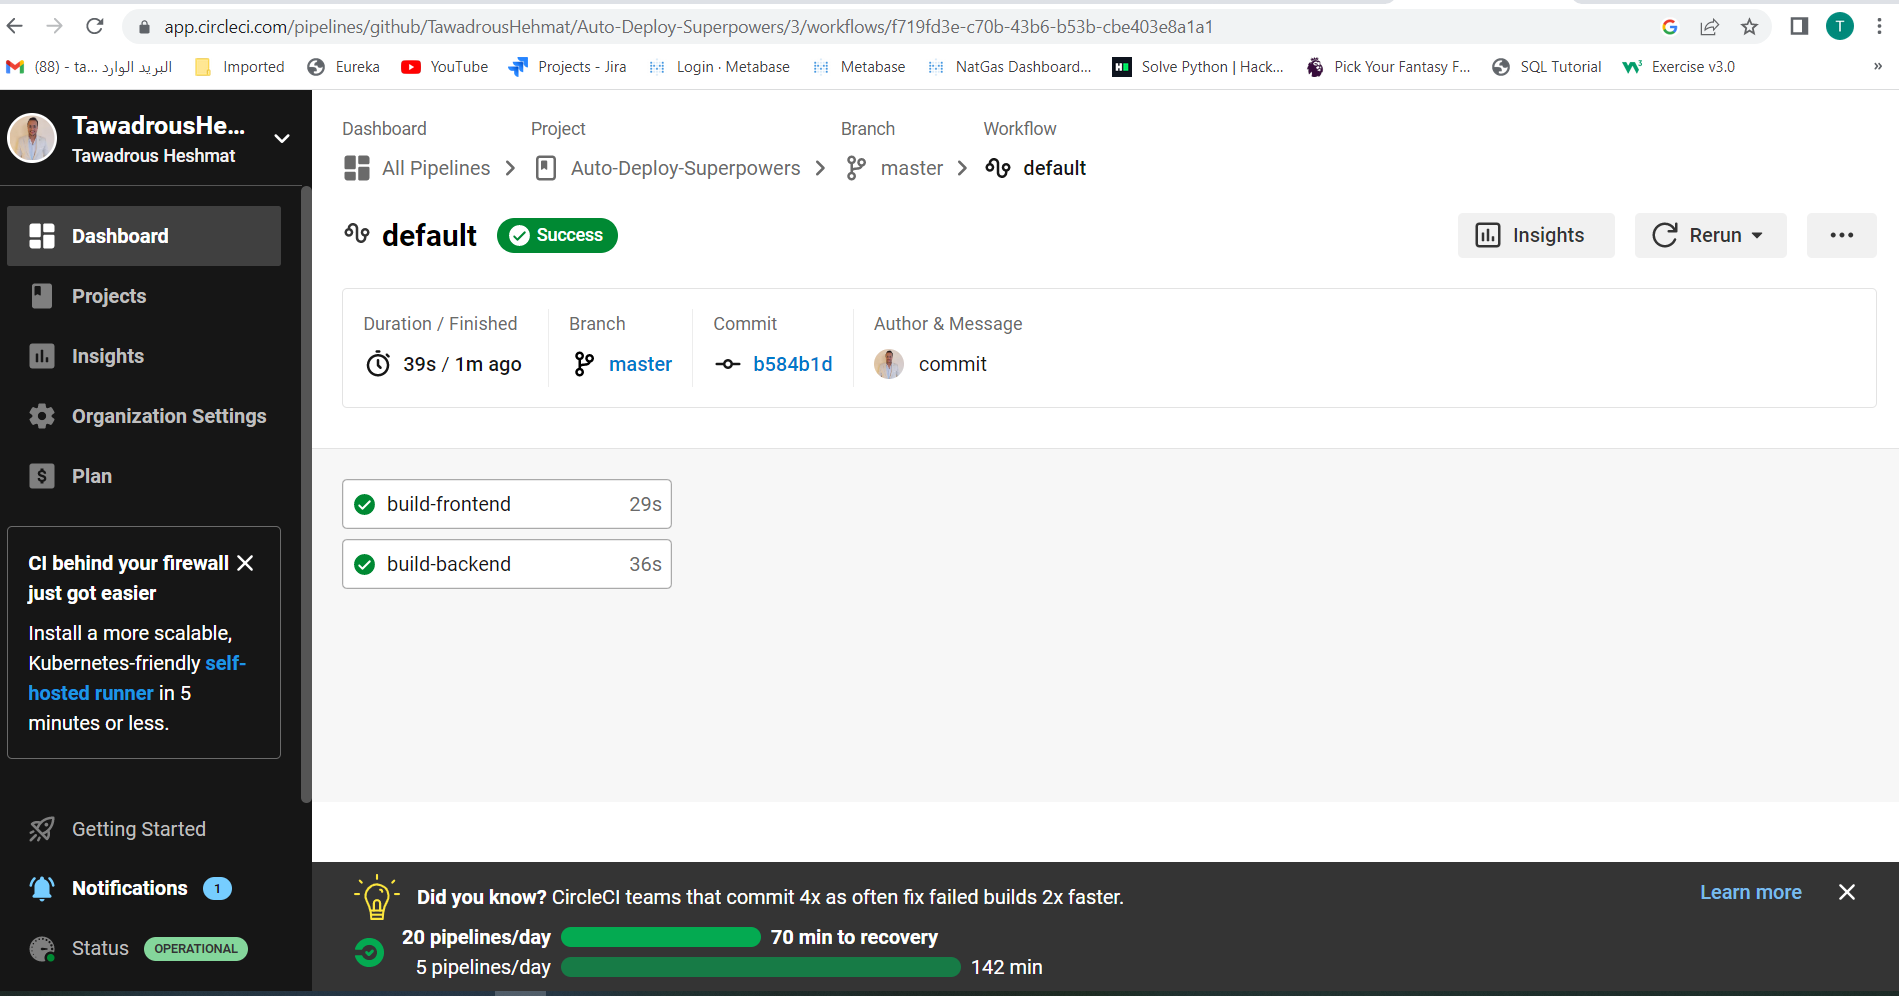 app.circleci.com/pipelines/github/TawadrousHehmat/Auto-Deploy-Superpowers/3/workflows/f719fd3e-c70b-43b6-b53b-cbe403e8a1a1
T
(88) - ta... البريد الوارد
Imported
Eureka
YouTube
Projects - Jira
Login · Metabase
Metabase
NatGas Dashboard...
Solve Python | Hack...
Pick Your Fantasy F...
SQL Tutorial
Exercise v3.0
»
TawadrousHe...
Tawadrous Heshmat
Dashboard
Projects
Insights
Organization Settings
Plan
CI behind your firewall
just got easier
Install a more scalable,
Kubernetes-friendly self-
hosted runner in 5
minutes or less.
Getting Started
Notifications 1
Status OPERATIONAL
Dashboard Project Branch Workflow
All Pipelines Auto-Deploy-Superpowers master default
default Success
Insights Rerun
Duration / Finished Branch Commit Author & Message
39s / 1m ago master b584b1d commit
build-frontend 29s
build-backend 36s
Did you know? CircleCI teams that commit 4x as often fix failed builds 2x faster.
Learn more
20 pipelines/day 70 min to recovery
5 pipelines/day 142 min